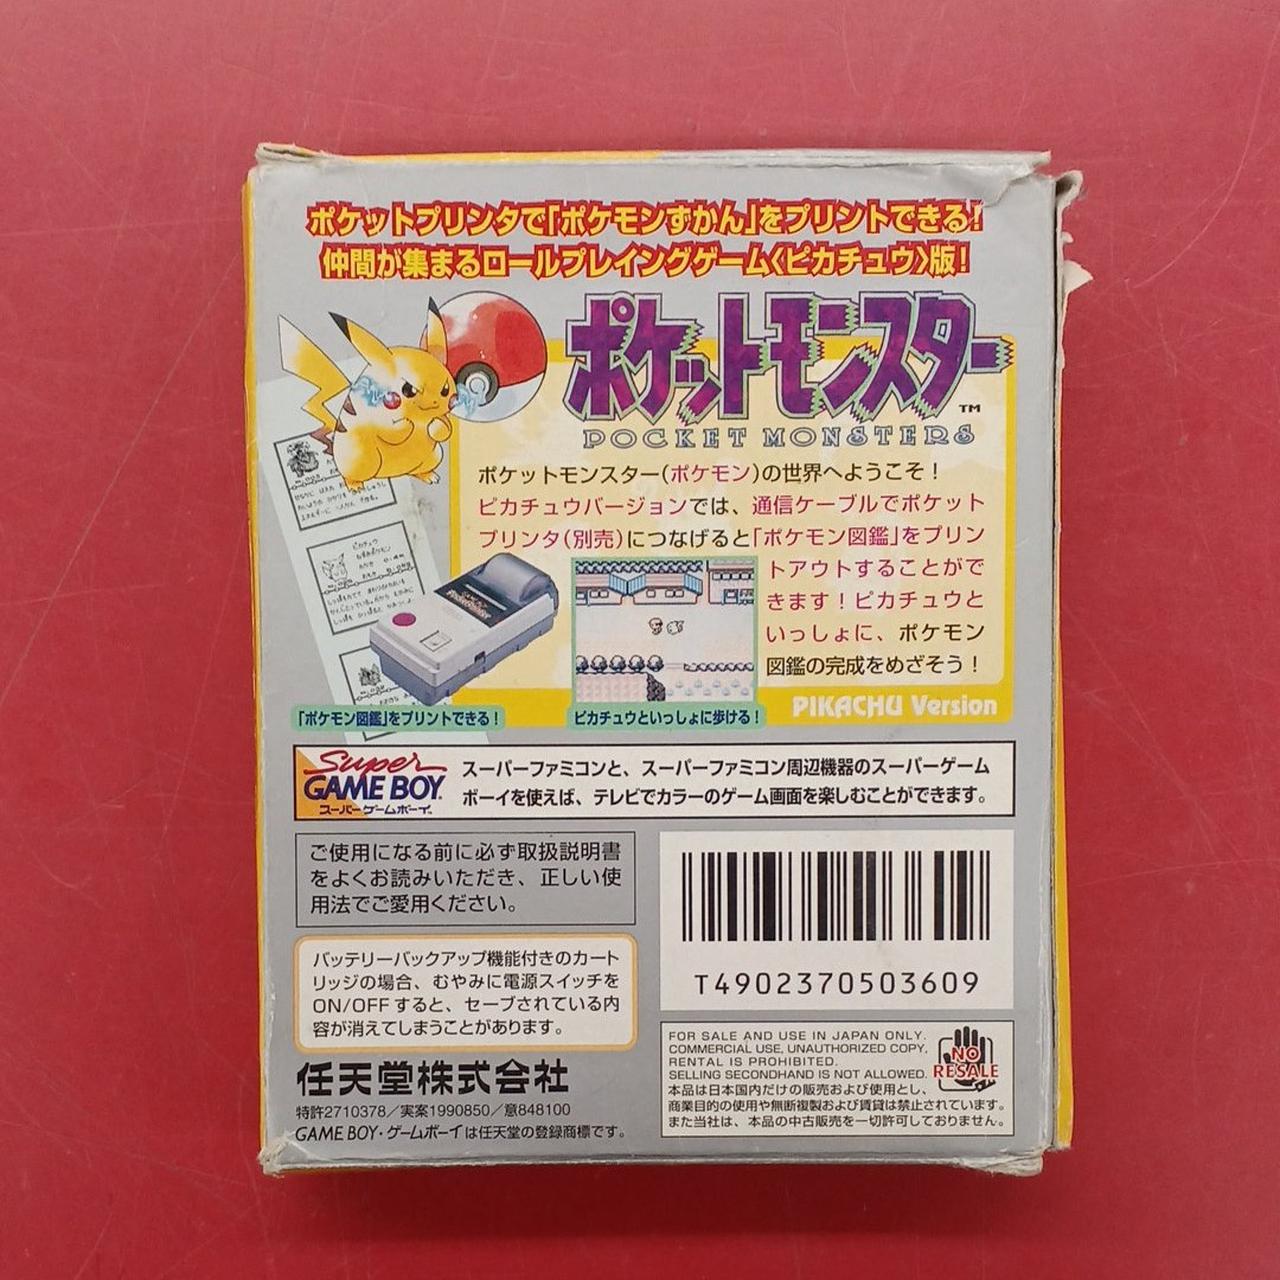 ポケットプリンタで「ポケモンずかん」をプリントできる!
仲間が集まるロールプレイングゲーム〈ピカチュウ〉版!
ポケットモンスター
TM
POCKET MONSTERS
ポケットモンスター(ポケモン)の世界へようこそ!
ピカチュウバージョンでは、通信ケーブルでポケット
プリンタ(別売)につなげると「ポケモン図鑑」をプリン
トアウトすることがで
きます!ピカチュウと
いっしょに、ポケモン
図鑑の完成をめざそう!
ピカチュウ
「ポケモン図鑑」をプリントできる!
ピカチュウといっしょに歩ける!
PIKACHU Version
Super
GAME BOY
スーパーゲームボーイ
スーパーファミコンと、スーパーファミコン周辺機器のスーパーゲーム
ボーイを使えば、テレビでカラーのゲーム画面を楽しむことができます。
ご使用になる前に必ず取扱説明書
をよくお読みいただき、正しい使
用法でご愛用ください。
バッテリーバックアップ機能付きのカート
リッジの場合、むやみに電源スイッチを
ON/OFFすると、セーブされている内
容が消えてしまうことがあります。
T4902370503609
任天堂株式会社
特許2710378/実案1990850/意848100
GAME BOY・ゲームボーイは任天堂の登録商標です。
FOR SALE AND USE IN JAPAN ONLY.
COMMERCIAL USE, UNAUTHORIZED COPY,
RENTAL IS PROHIBITED.
SELLING SECONDHAND IS NOT ALLOWED.
NO
RESALE
本品は日本国内だけの販売および使用とし、
商業目的の使用や無断複製および賃貸は禁止されています。
また当社は、本品の中古販売を一切許可しておりません。